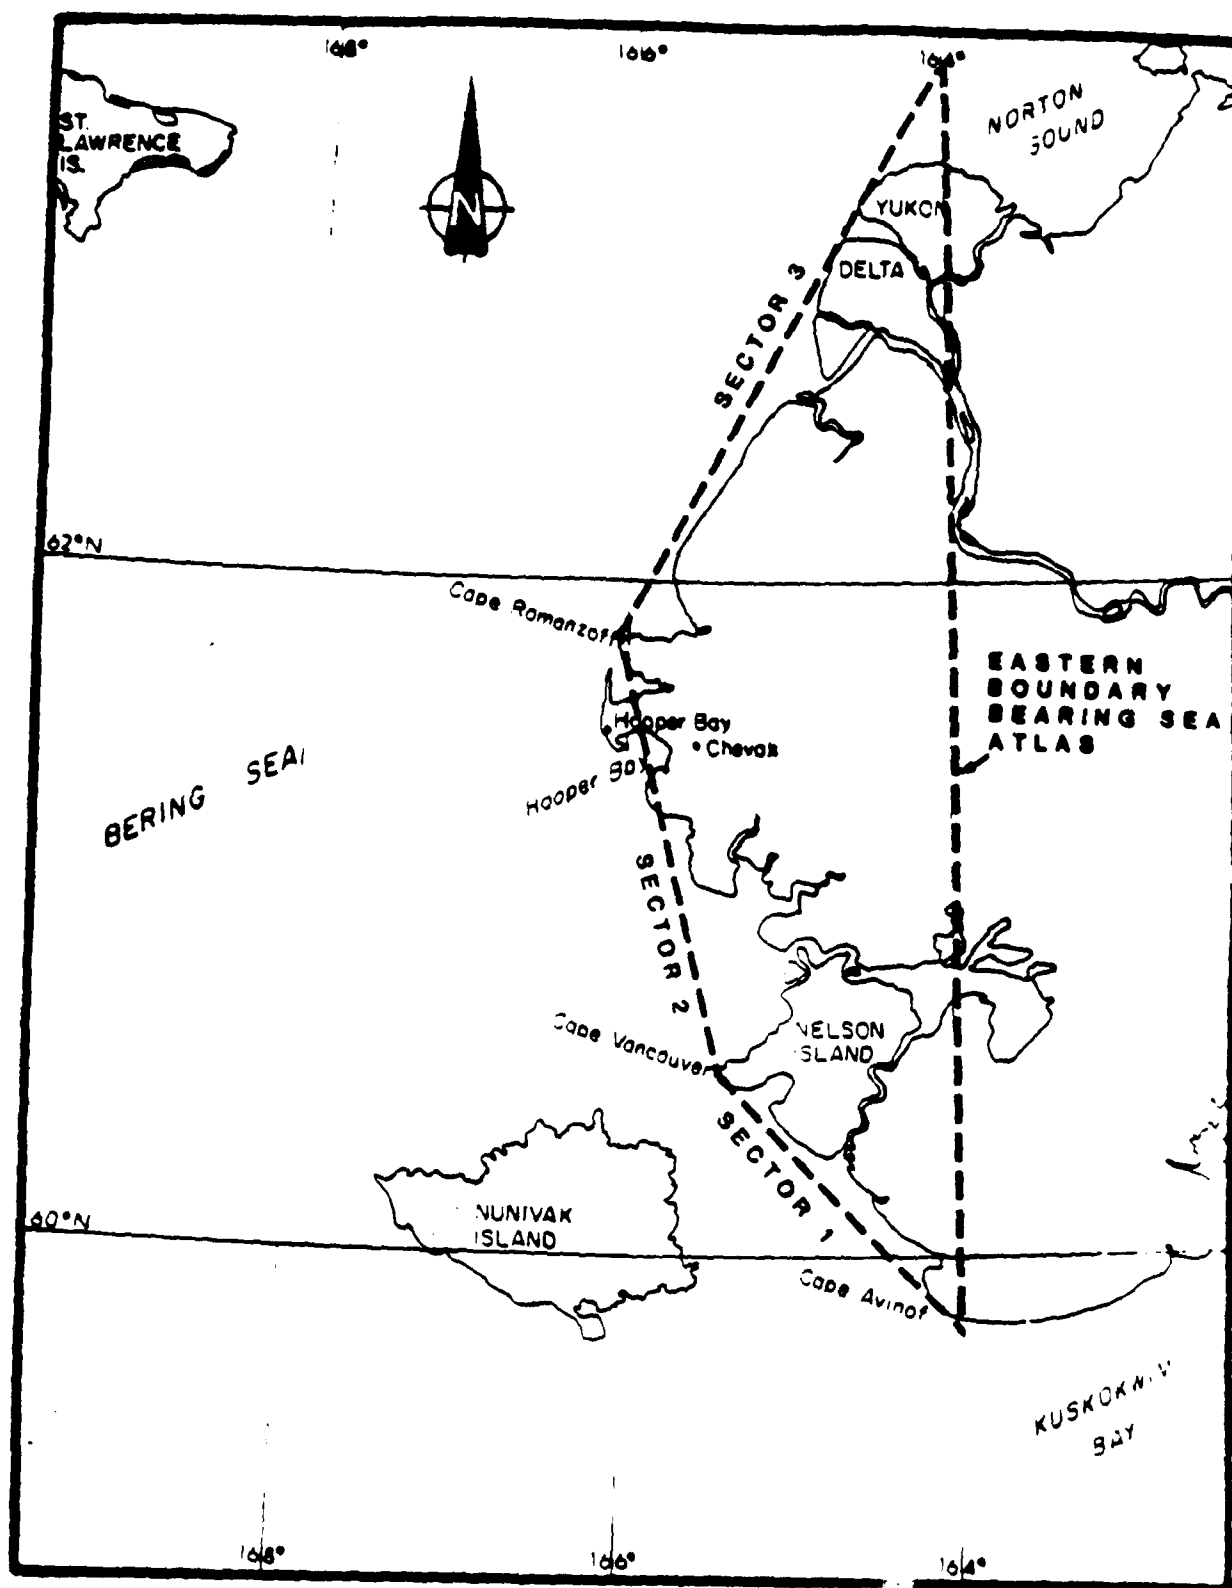 168°
166°
164°
ST.
LAWRENCE
IS.
N
NORTON
SOUND
YUKON
DELTA
SECTOR 3
62°N
Cape Romanzoff
EASTERN
BOUNDARY
BEARING SEA
ATLAS
Hooper Bay
Chevak
Hooper Bay
BERING SEA
SECTOR 2
Cape Vancouver
NELSON
ISLAND
SECTOR 1
NUNIVAK
ISLAND
60°N
Cape Avinof
BAY
168°
166°
164°